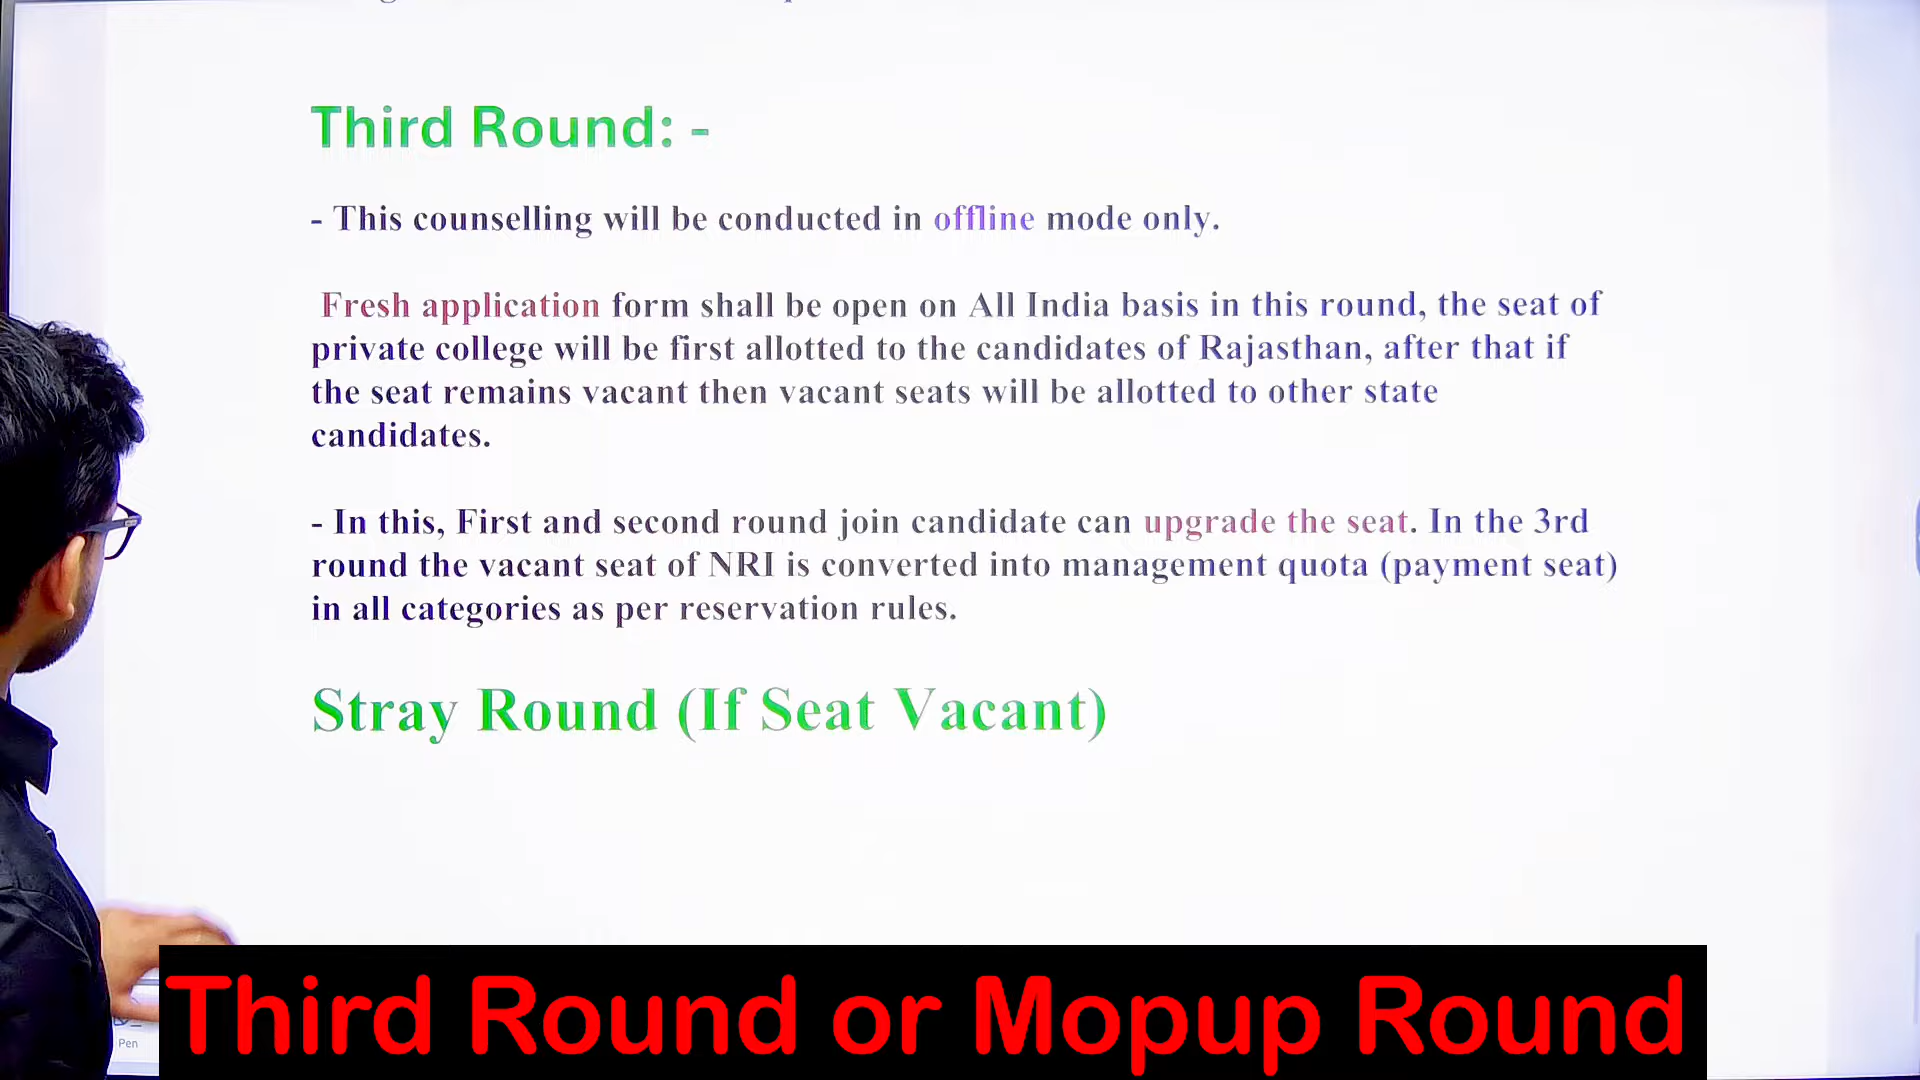 Third Round: -
- This counselling will be conducted in offline mode only.
Fresh application form shall be open on All India basis in this round, the seat of
private college will be first allotted to the candidates of Rajasthan, after that if
the seat remains vacant then vacant seats will be allotted to other state
candidates.
- In this, First and second round join candidate can upgrade the seat. In the 3rd
round the vacant seat of NRI is converted into management quota (payment seat)
in all categories as per reservation rules.
Stray Round (If Seat Vacant)
Pen
Third Round or Mopup Round